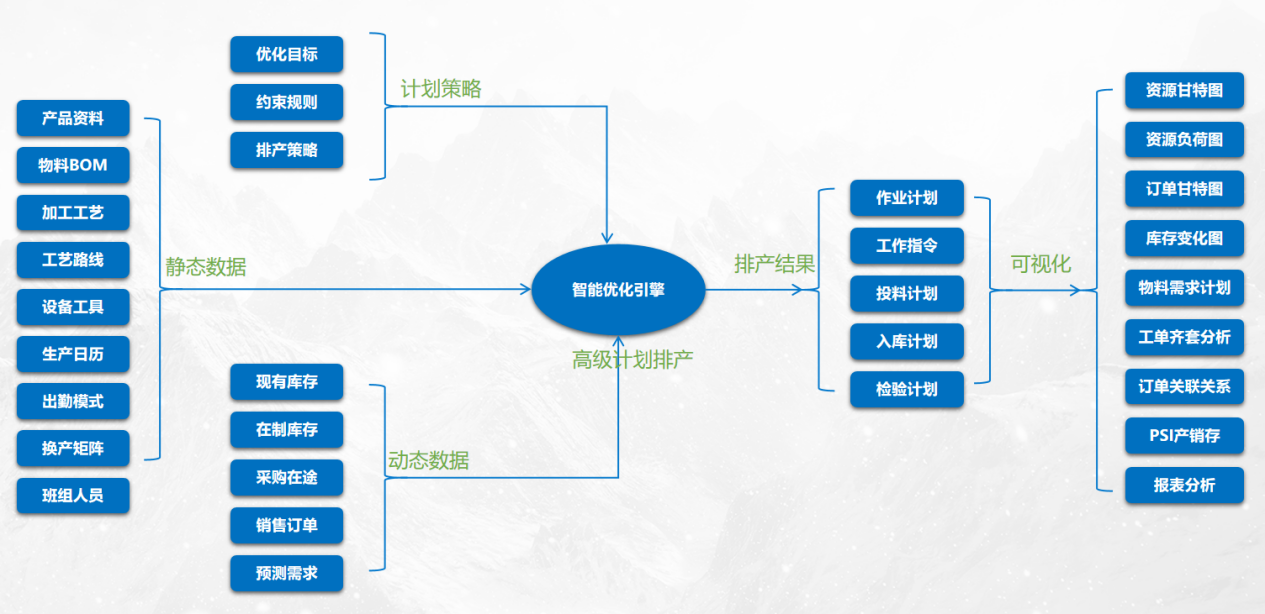 优化目标
约束规则
排产策略
计划策略
产品资料
物料BOM
加工工艺
工艺路线
设备工具
生产日历
出勤模式
换产矩阵
班组人员
静态数据
现有库存
在制库存
采购在途
销售订单
预测需求
动态数据
智能优化引擎
高级计划排产
排产结果
作业计划
工作指令
投料计划
入库计划
检验计划
可视化
资源甘特图
资源负荷图
订单甘特图
库存变化图
物料需求计划
工单齐套分析
订单关联关系
PSI产销存
报表分析